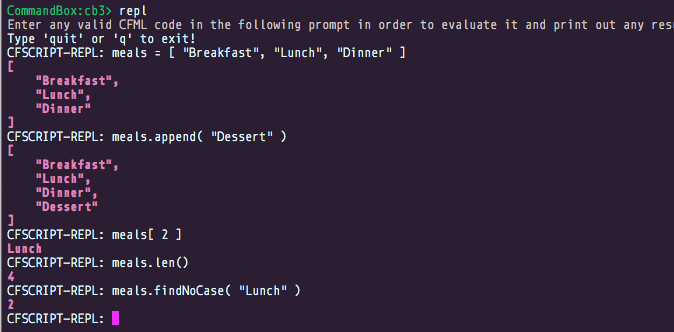 CommandBox:cb3> repl
Enter any valid CFML code in the following prompt in order to evaluate it and print out any
Type 'quit' or 'q' to exit!
CFSCRIPT-REPL: meals = [ "Breakfast", "Lunch", "Dinner" ]
[
    "Breakfast",
    "Lunch",
    "Dinner"
]
CFSCRIPT-REPL: meals.append( "Dessert" )
[
    "Breakfast",
    "Lunch",
    "Dinner",
    "Dessert"
]
CFSCRIPT-REPL: meals[ 2 ]
Lunch
CFSCRIPT-REPL: meals.len()
4
CFSCRIPT-REPL: meals.findNoCase( "Lunch" )
2
CFSCRIPT-REPL: